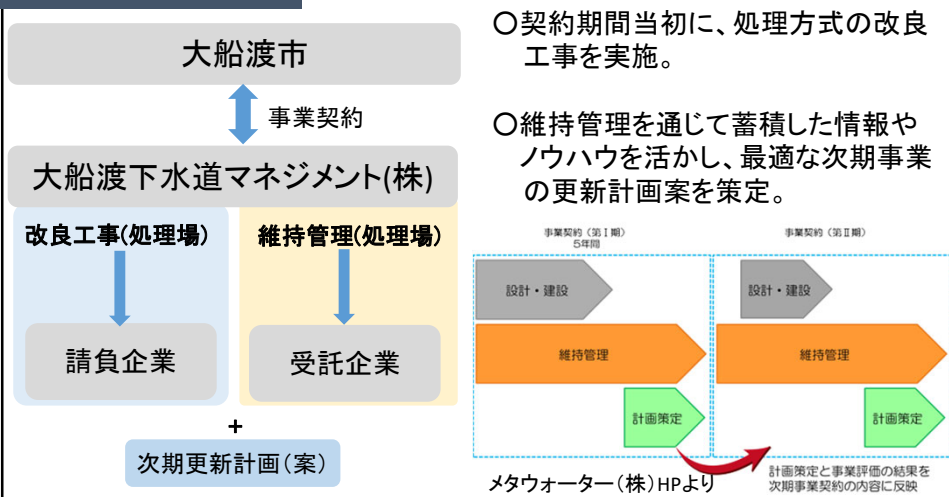 大船渡市
事業契約
大船渡下水道マネジメント(株)
改良工事(処理場)
維持管理(処理場)
請負企業
受託企業
+
次期更新計画(案)
〇契約期間当初に、処理方式の改良
工事を実施。
〇維持管理を通じて蓄積した情報や
ノウハウを活かし、最適な次期事業
の更新計画案を策定。
事業契約(第Ⅰ期)
5年間
事業契約(第Ⅱ期)
設計・建設
設計・建設
維持管理
維持管理
計画策定
計画策定
計画策定と事業評価の結果を
次期事業契約の内容に反映
メタウォーター(株)HPより